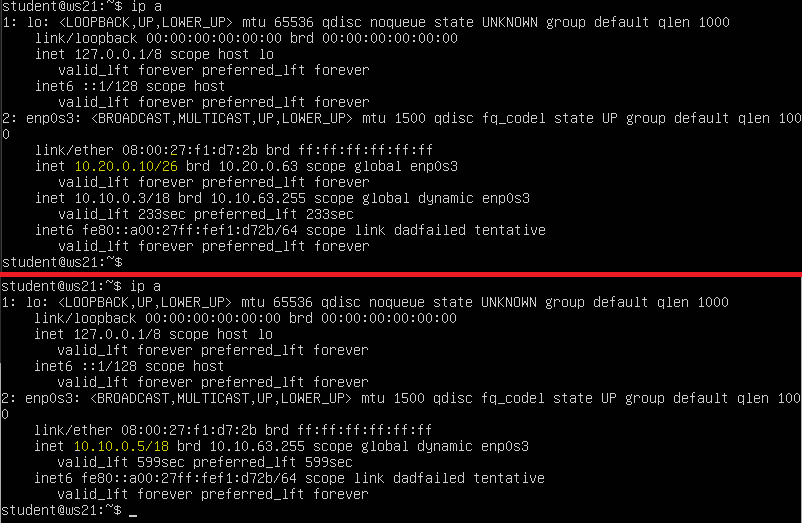 student@ws21:~$ ip a
1: lo: <LOOPBACK,UP,LOWER_UP> mtu 65536 qdisc noqueue state UNKNOWN group default qlen 1000
    link/loopback 00:00:00:00:00:00 brd 00:00:00:00:00:00
    inet 127.0.0.1/8 scope host lo
       valid_lft forever preferred_lft forever
    inet6 ::1/128 scope host
       valid_lft forever preferred_lft forever
2: enp0s3: <BROADCAST,MULTICAST,UP,LOWER_UP> mtu 1500 qdisc fq_codel state UP group default qlen 100
0
    link/ether 08:00:27:f1:d7:2b brd ff:ff:ff:ff:ff:ff
    inet 10.20.0.10/26 brd 10.20.0.63 scope global enp0s3
       valid_lft forever preferred_lft forever
    inet 10.10.0.3/18 brd 10.10.63.255 scope global dynamic enp0s3
       valid_lft 233sec preferred_lft 233sec
    inet6 fe80::a00:27ff:fef1:d72b/64 scope link dadfailed tentative
       valid_lft forever preferred_lft forever
student@ws21:~$
student@ws21:~$ ip a
1: lo: <LOOPBACK,UP,LOWER_UP> mtu 65536 qdisc noqueue state UNKNOWN group default qlen 1000
    link/loopback 00:00:00:00:00:00 brd 00:00:00:00:00:00
    inet 127.0.0.1/8 scope host lo
       valid_lft forever preferred_lft forever
    inet6 ::1/128 scope host
       valid_lft forever preferred_lft forever
2: enp0s3: <BROADCAST,MULTICAST,UP,LOWER_UP> mtu 1500 qdisc fq_codel state UP group default qlen 100
0
    link/ether 08:00:27:f1:d7:2b brd ff:ff:ff:ff:ff:ff
    inet 10.10.0.5/18 brd 10.10.63.255 scope global dynamic enp0s3
       valid_lft 599sec preferred_lft 599sec
    inet6 fe80::a00:27ff:fef1:d72b/64 scope link dadfailed tentative
       valid_lft forever preferred_lft forever
student@ws21:~$ _